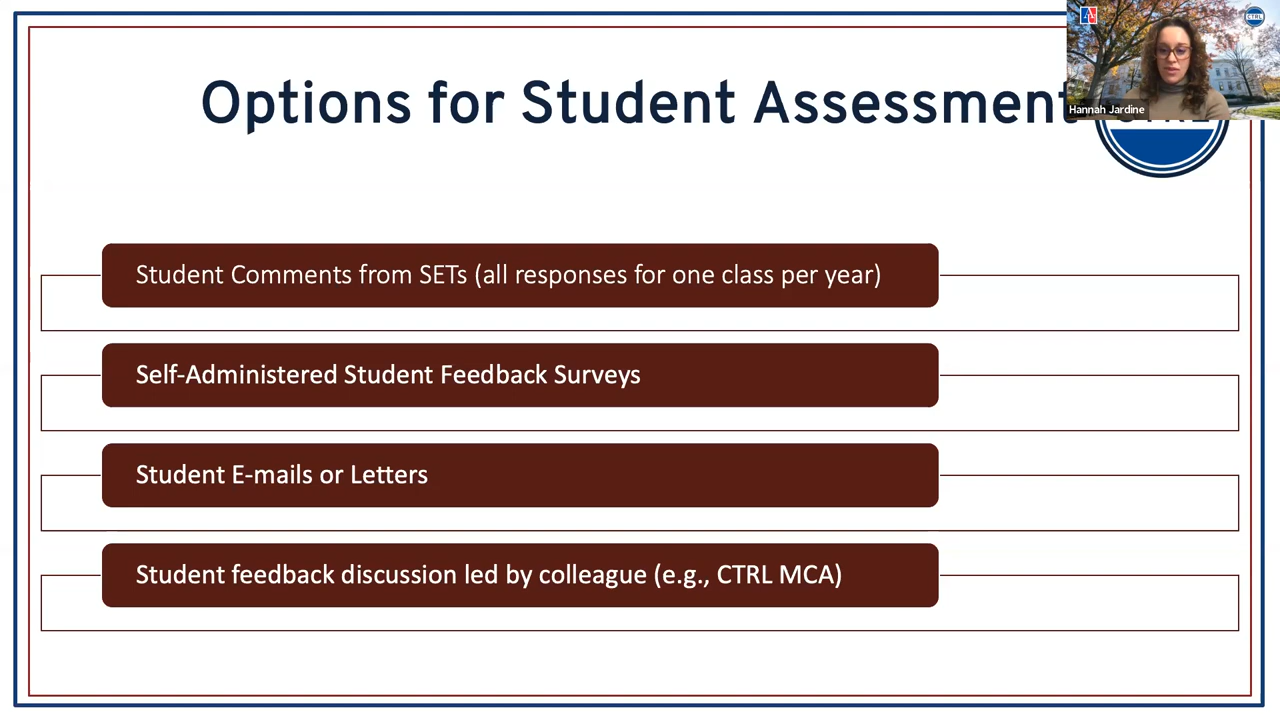 Options for Student Assessment
CTRL
Hannah Jardine
Student Comments from SETs (all responses for one class per year)
Self-Administered Student Feedback Surveys
Student E-mails or Letters
Student feedback discussion led by colleague (e.g., CTRL MCA)